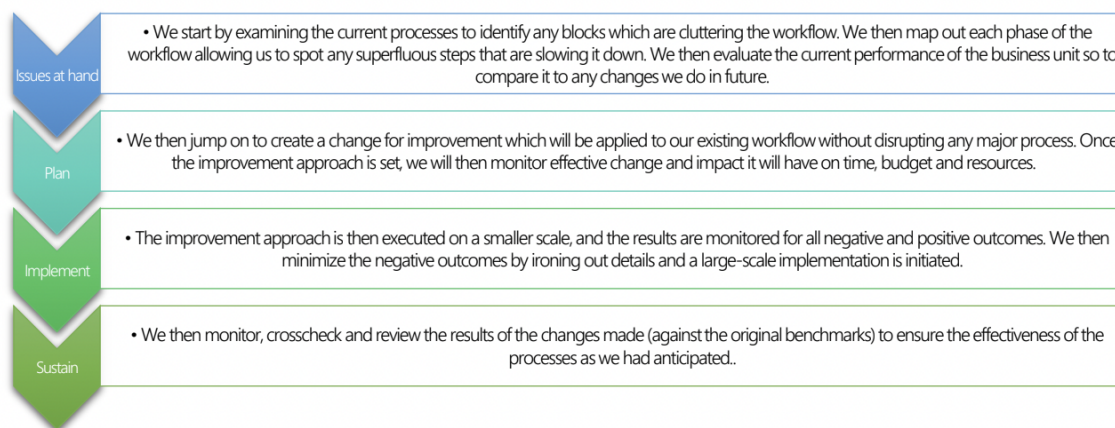 Issues at hand
• We start by examining the current processes to identify any blocks which are cluttering the workflow. We then map out each phase of the
workflow allowing us to spot any superfluous steps that are slowing it down. We then evaluate the current performance of the business unit so to
compare it to any changes we do in future.
Plan
• We then jump on to create a change for improvement which will be applied to our existing workflow without disrupting any major process. Once
the improvement approach is set, we will then monitor effective change and impact it will have on time, budget and resources.
Implement
• The improvement approach is then executed on a smaller scale, and the results are monitored for all negative and positive outcomes. We then
minimize the negative outcomes by ironing out details and a large-scale implementation is initiated.
Sustain
• We then monitor, crosscheck and review the results of the changes made (against the original benchmarks) to ensure the effectiveness of the
processes as we had anticipated..